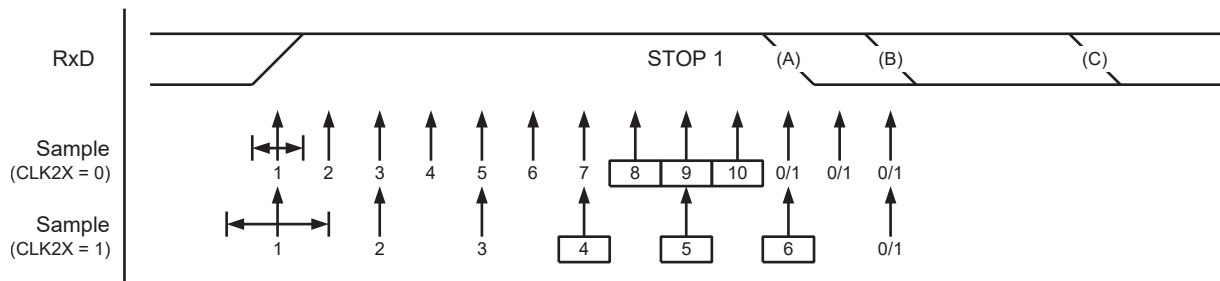 RxD STOP 1 (A) (B) (C)
Sample
(CLK2X = 0)
1 2 3 4 5 6 7 8 9 10 0/1 0/1 0/1
Sample
(CLK2X = 1)
1 2 3 4 5 6 0/1